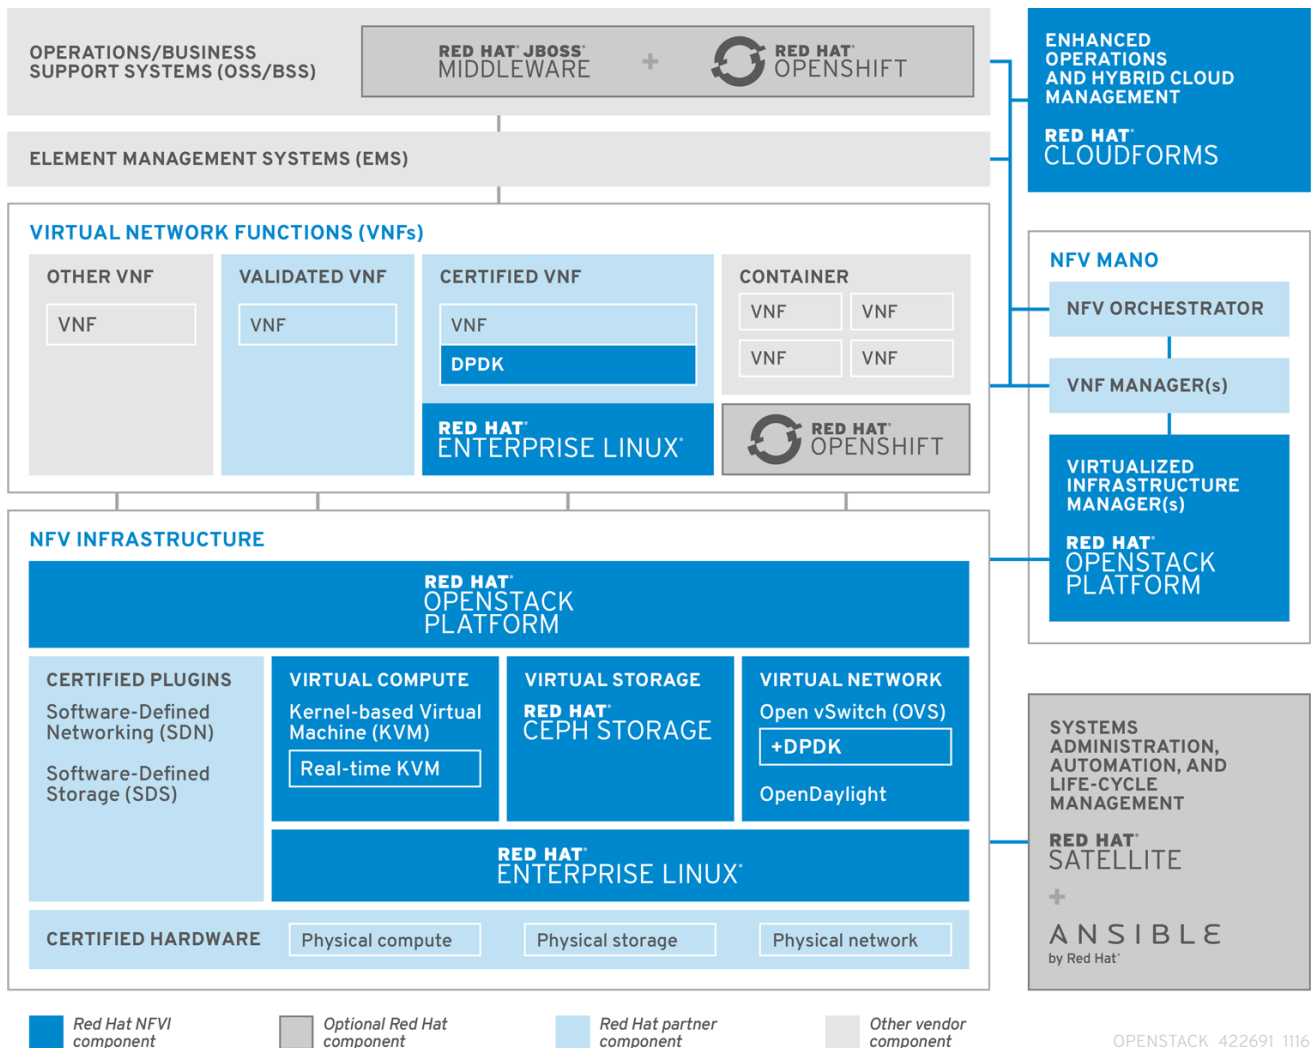 OPERATIONS/BUSINESS
SUPPORT SYSTEMS (OSS/BSS)
RED HAT® JBOSS®
MIDDLEWARE
+
RED HAT®
OPENSHIFT
ENHANCED
OPERATIONS
AND HYBRID CLOUD
MANAGEMENT
RED HAT®
CLOUDFORMS
ELEMENT MANAGEMENT SYSTEMS (EMS)
VIRTUAL NETWORK FUNCTIONS (VNFs)
OTHER VNF
VNF
VALIDATED VNF
VNF
CERTIFIED VNF
VNF
DPDK
RED HAT®
ENTERPRISE LINUX®
CONTAINER
VNF
VNF
VNF
VNF
RED HAT®
OPENSHIFT
NFV MANO
NFV ORCHESTRATOR
VNF MANAGER(s)
VIRTUALIZED
INFRASTRUCTURE
MANAGER(s)
RED HAT®
OPENSTACK
PLATFORM
NFV INFRASTRUCTURE
RED HAT®
OPENSTACK
PLATFORM
CERTIFIED PLUGINS
Software-Defined
Networking (SDN)
Software-Defined
Storage (SDS)
VIRTUAL COMPUTE
Kernel-based Virtual
Machine (KVM)
Real-time KVM
VIRTUAL STORAGE
RED HAT®
CEPH STORAGE
VIRTUAL NETWORK
Open vSwitch (OVS)
+DPDK
OpenDaylight
RED HAT®
ENTERPRISE LINUX®
CERTIFIED HARDWARE
Physical compute
Physical storage
Physical network
SYSTEMS
ADMINISTRATION,
AUTOMATION, AND
LIFE-CYCLE
MANAGEMENT
RED HAT®
SATELLITE
+
ANSIBLE
by Red Hat®
Red Hat NFVI
component
Optional Red Hat
component
Red Hat partner
component
Other vendor
component
OPENSTACK_422691_1116